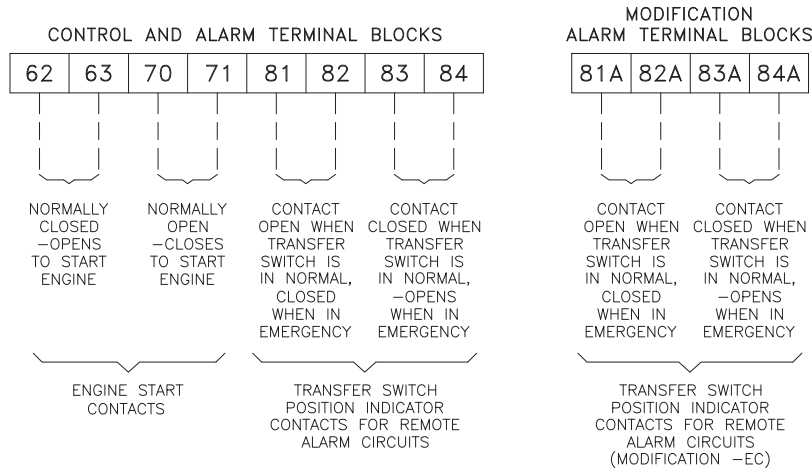 CONTROL AND ALARM TERMINAL BLOCKS
62 63 70 71 81 82 83 84
NORMALLY
CLOSED
–OPENS
TO START
ENGINE
NORMALLY
OPEN
–CLOSES
TO START
ENGINE
CONTACT
OPEN WHEN
TRANSFER
SWITCH IS
IN NORMAL,
CLOSED
WHEN IN
EMERGENCY
CONTACT
CLOSED WHEN
TRANSFER
SWITCH IS
IN NORMAL,
–OPENS
WHEN IN
EMERGENCY
ENGINE START
CONTACTS
TRANSFER SWITCH
POSITION INDICATOR
CONTACTS FOR REMOTE
ALARM CIRCUITS
MODIFICATION
ALARM TERMINAL BLOCKS
81A 82A 83A 84A
CONTACT
OPEN WHEN
TRANSFER
SWITCH IS
IN NORMAL,
CLOSED
WHEN IN
EMERGENCY
CONTACT
CLOSED WHEN
TRANSFER
SWITCH IS
IN NORMAL,
–OPENS
WHEN IN
EMERGENCY
TRANSFER SWITCH
POSITION INDICATOR
CONTACTS FOR REMOTE
ALARM CIRCUITS
(MODIFICATION –EC)